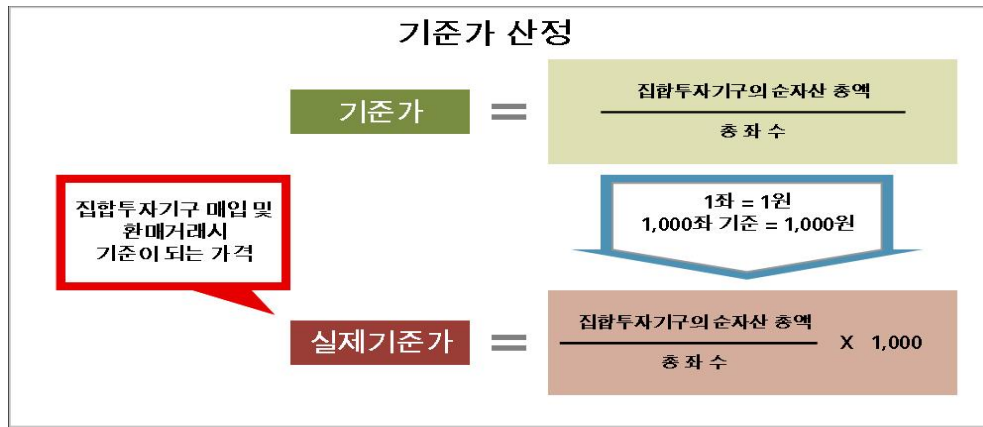 기준가 산정
기준가 = 집합투자기구의 순자산 총액
총 좌 수
집합투자기구 매입 및
환매거래시
기준이 되는 가격
1좌 = 1원
1,000좌 기준 = 1,000원
실제기준가 = 집합투자기구의 순자산 총액
총 좌 수
X 1,000